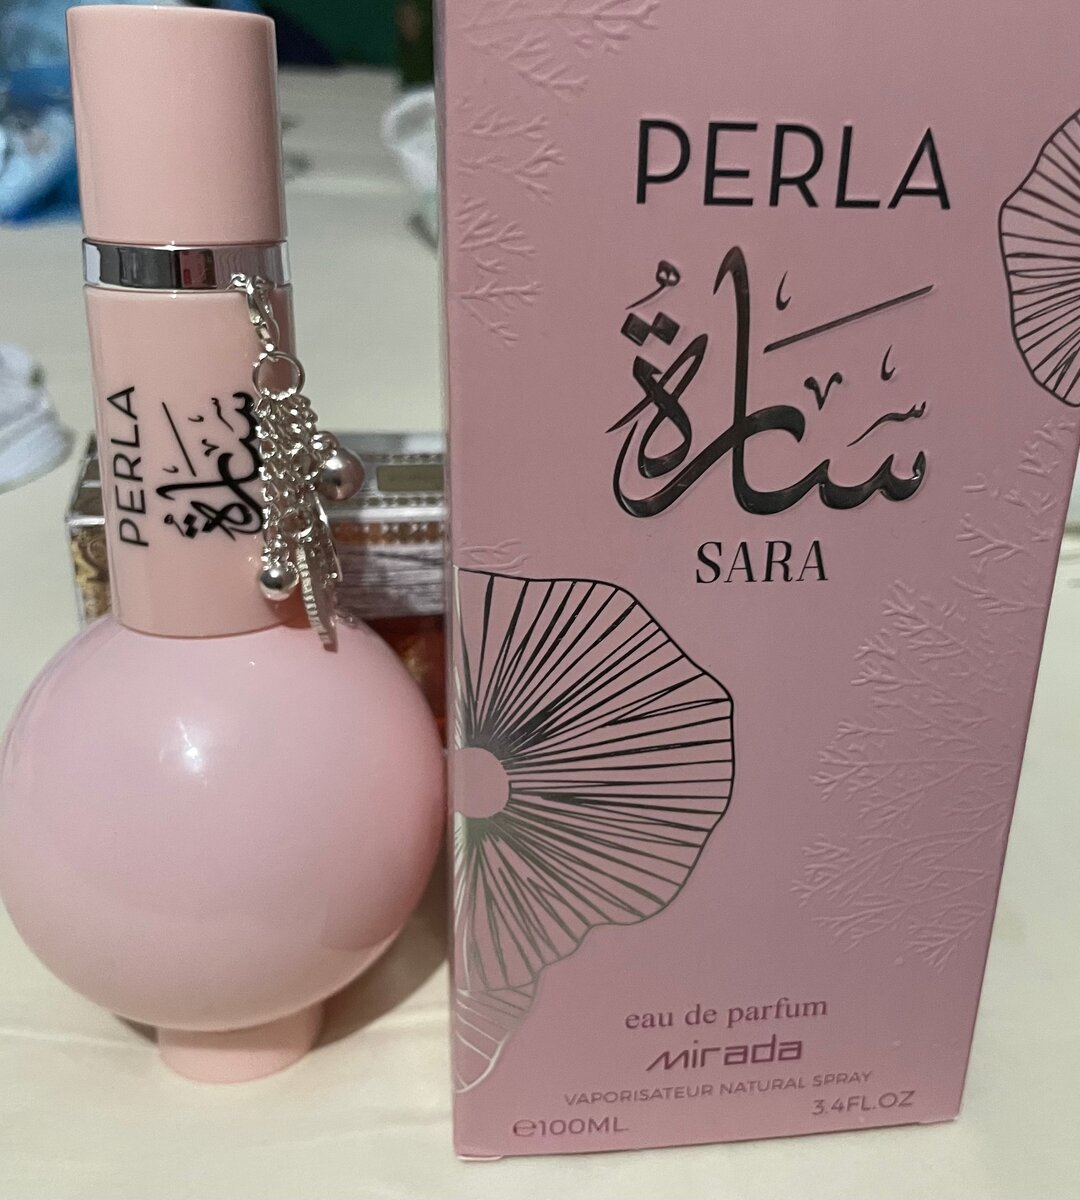 PERLA
سارة
PERLA
سارةُ
SARA
eau de parfum
mirada
VAPORISATEUR NATURAL SPRAY
3.4FL.OZ
℮100ML